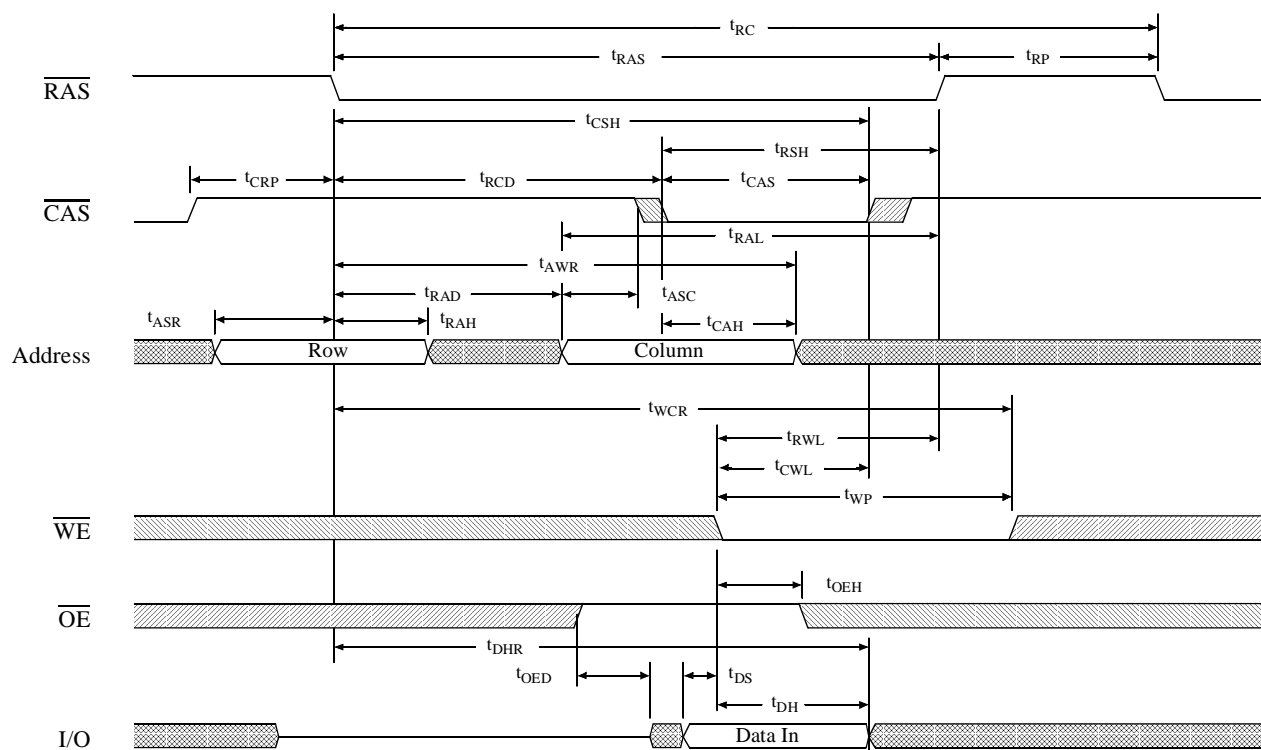 tRC
tRAS
tRP
RAS
tCSH
tRSH
tCRP
tRCD
tCAS
CAS
tRAL
tAWR
tRAD
tASC
tASR
tRAH
tCAH
Address
Row
Column
tWCR
tRWL
tCWL
tWP
WE
tOEH
OE
tDHR
tOED
tDS
tDH
I/O
Data In